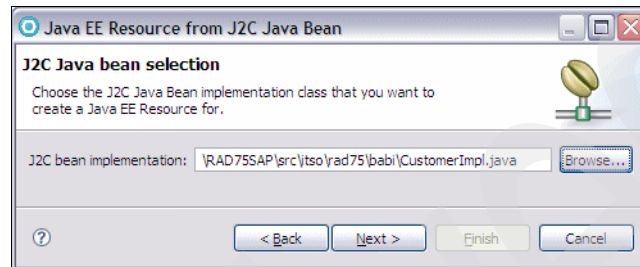 Java EE Resource from J2C Java Bean
J2C Java bean selection
Choose the J2C Java Bean implementation class that you want to
create a Java EE Resource for.
J2C bean implementation: \RAD75SAP\src\itso\rad75\babi\CustomerImpl.java Browse...
? < Back Next > Finish Cancel